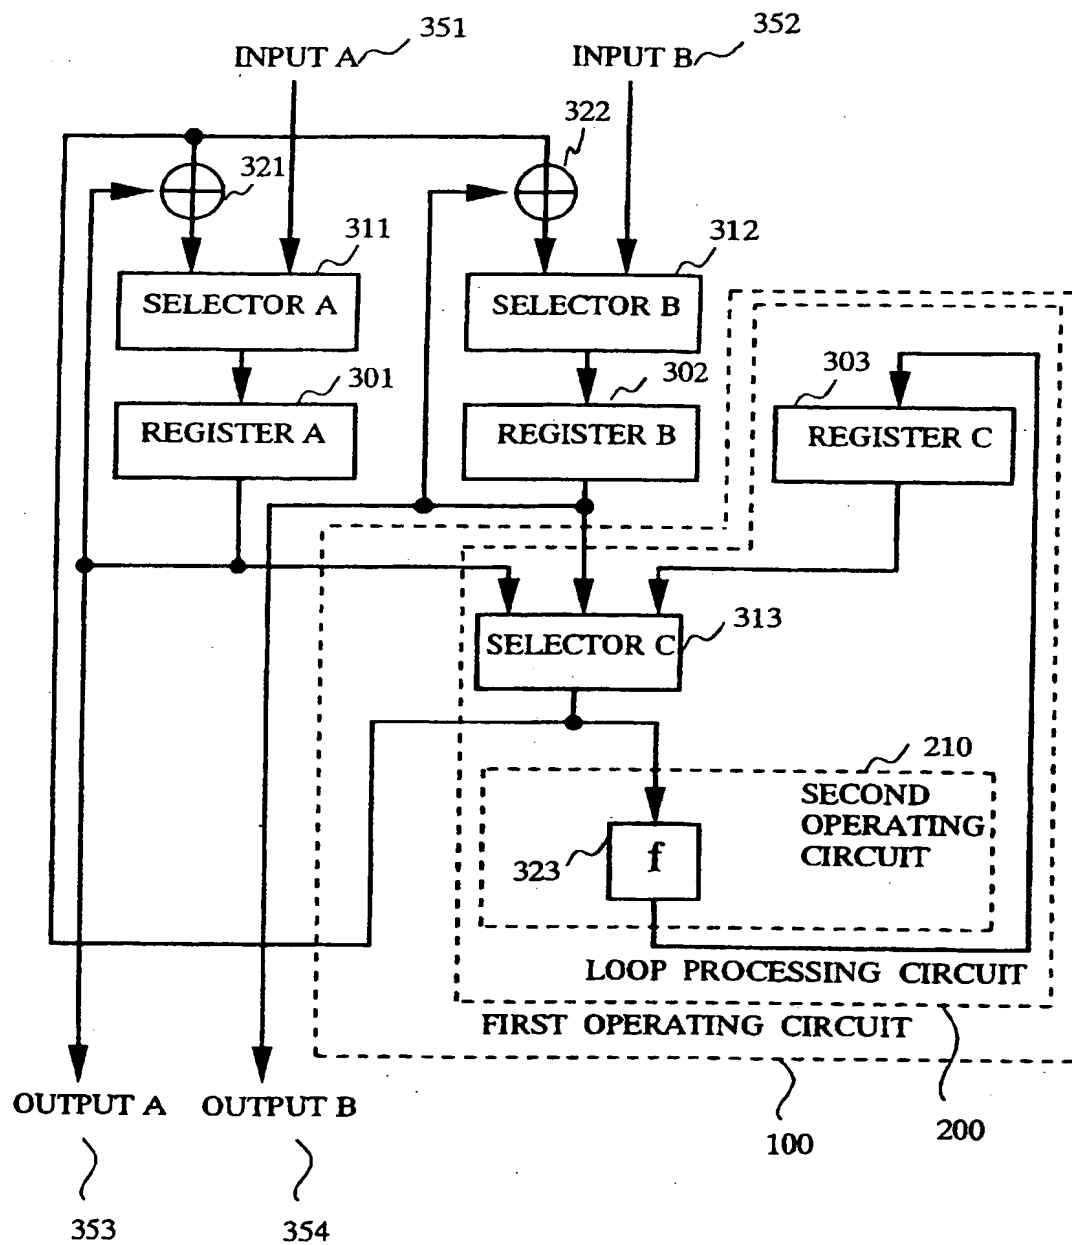 351
352
INPUT A
INPUT B
322
321
311
312
SELECTOR A
SELECTOR B
301
302
303
REGISTER A
REGISTER B
REGISTER C
313
SELECTOR C
210
SECOND
OPERATING
CIRCUIT
323
f
LOOP PROCESSING CIRCUIT
FIRST OPERATING CIRCUIT
OUTPUT A
OUTPUT B
100
200
353
354